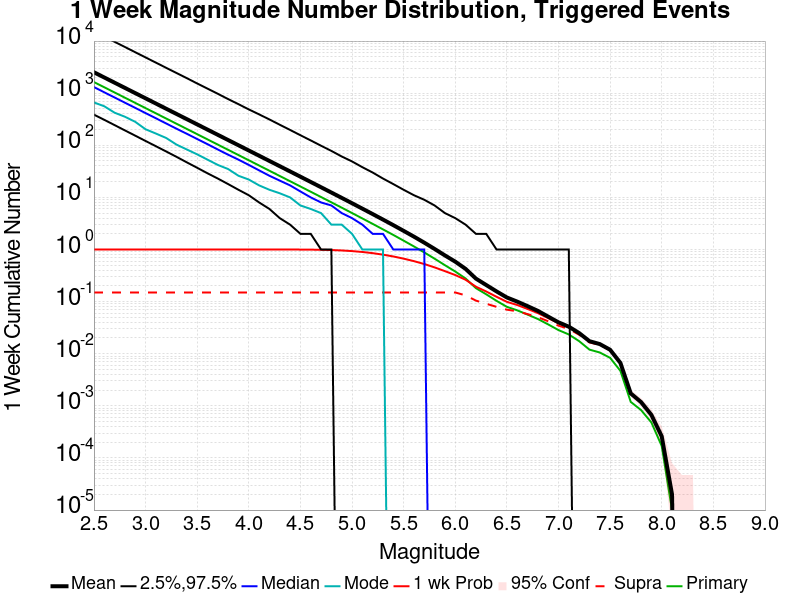 1 Week Magnitude Number Distribution, Triggered Events
1 Week Cumulative Number
10^4
10^3
10^2
10^1
10^0
10^-1
10^-2
10^-3
10^-4
10^-5
2.5 3.0 3.5 4.0 4.5 5.0 5.5 6.0 6.5 7.0 7.5 8.0 8.5 9.0
Magnitude
Mean 2.5%,97.5% Median Mode 1 wk Prob 95% Conf Supra Primary